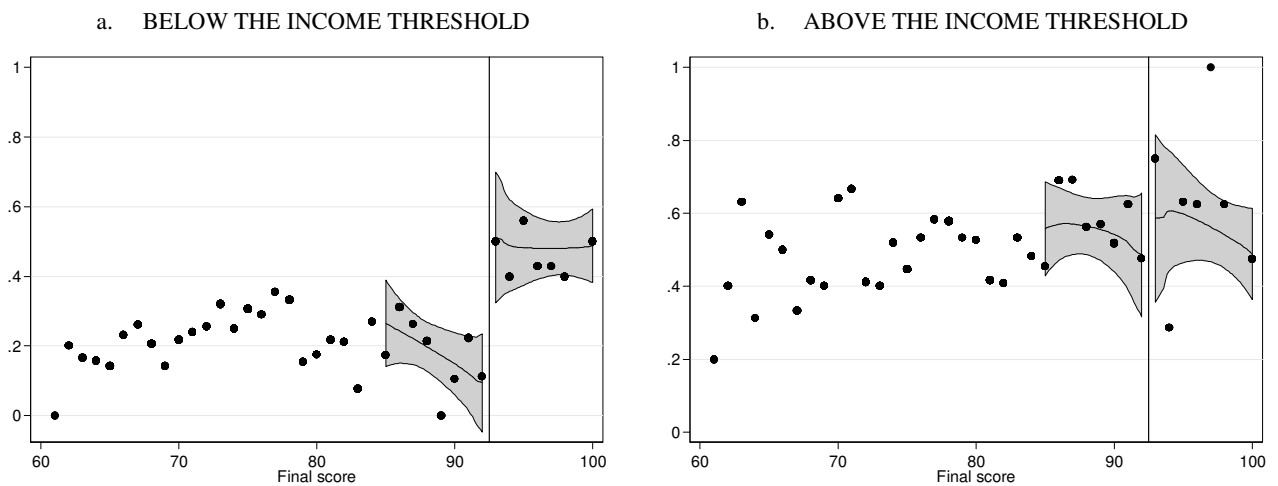 a. BELOW THE INCOME THRESHOLD
1
.8
.6
.4
.2
0
60 70 80 90 100
Final score
b. ABOVE THE INCOME THRESHOLD
1
.8
.6
.4
.2
0
60 70 80 90 100
Final score